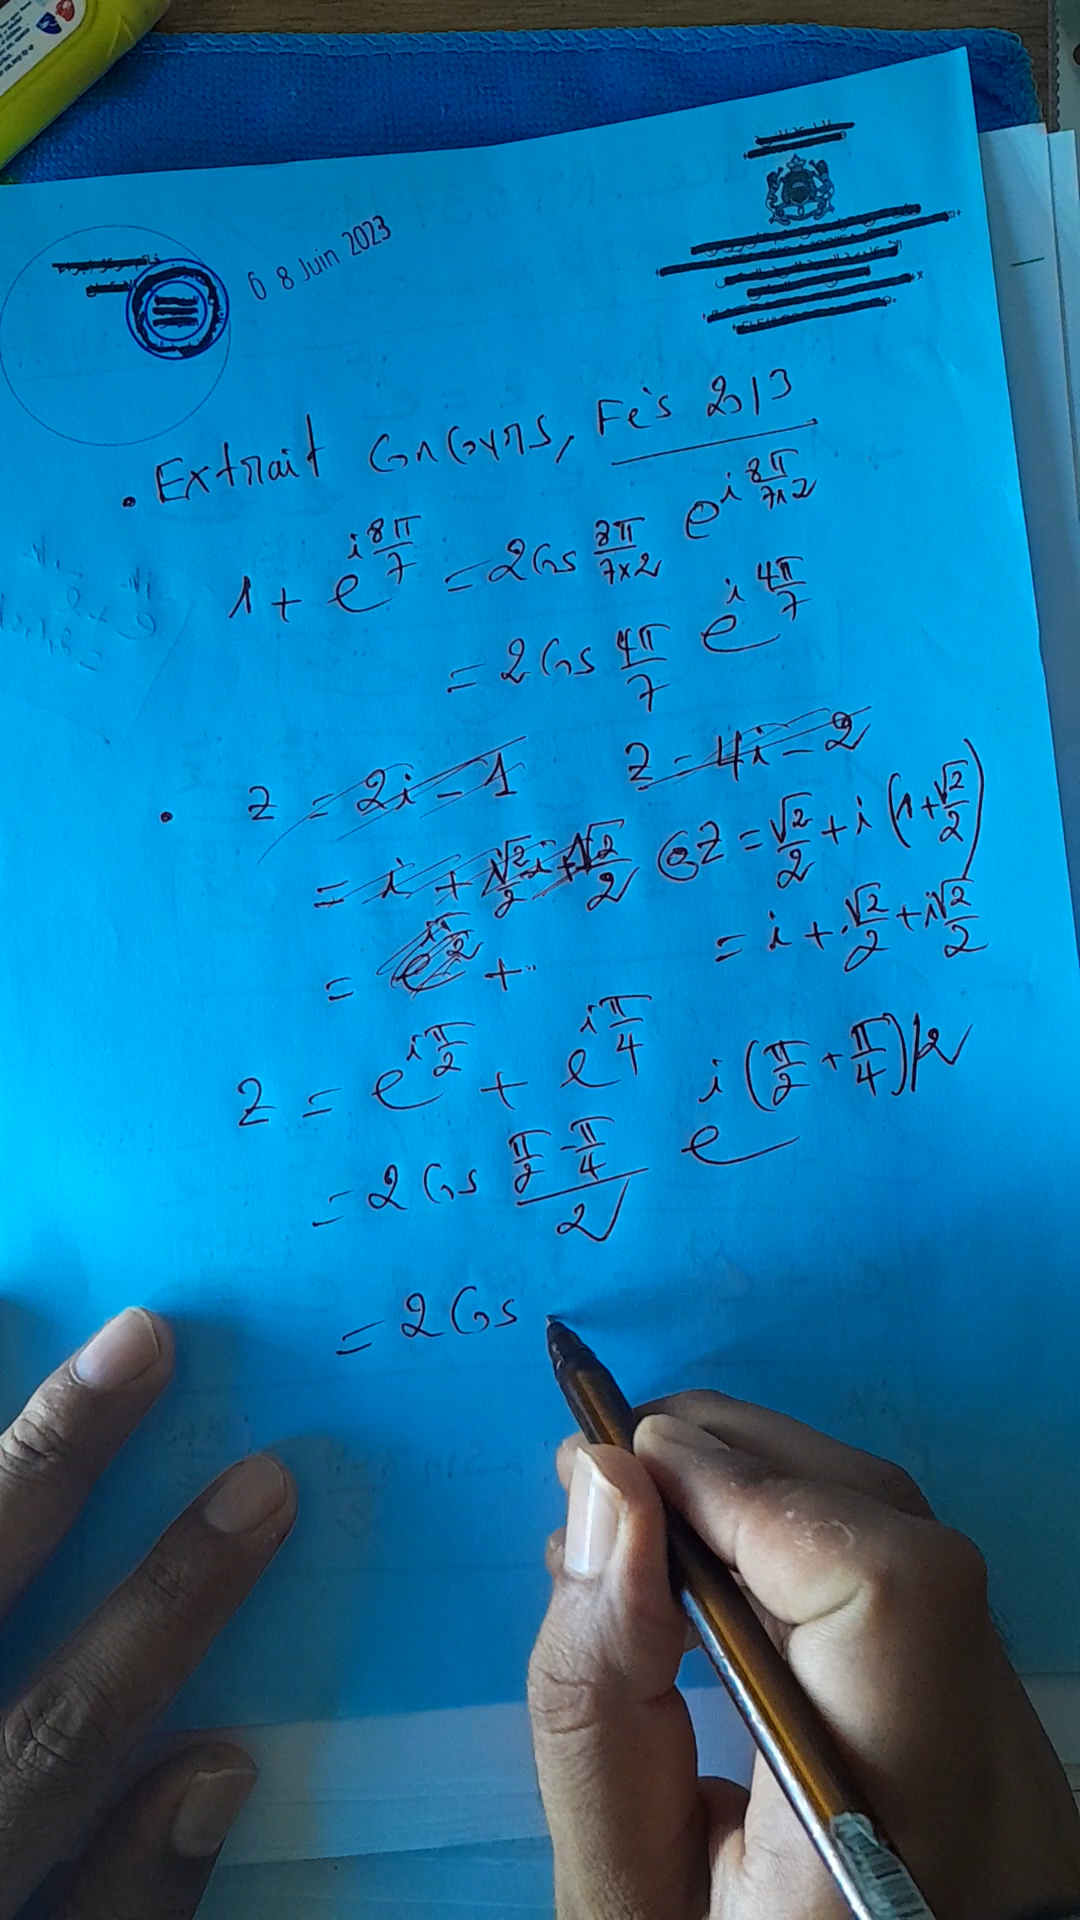 08 Juin 2023
• Extrait Concours, Fès 2013
1 + e^{i 8π/7} = 2 Cos 8π/(7×2) e^{i 8π/(7×2)}
= 2 Cos 4π/7 e^{i 4π/7}
• z = 2i - 1 z = 4i - 2
= i + √2/2 i + √2/2 z = √2/2 + i (1 + √2/2)
= e^{iπ/2} + = i + √2/2 + i√2/2
z = e^{iπ/2} + e^{iπ/4}
= 2 Cos (π/2 - π/4)/2 e^{i(π/2 + π/4)/2}
= 2 Cos